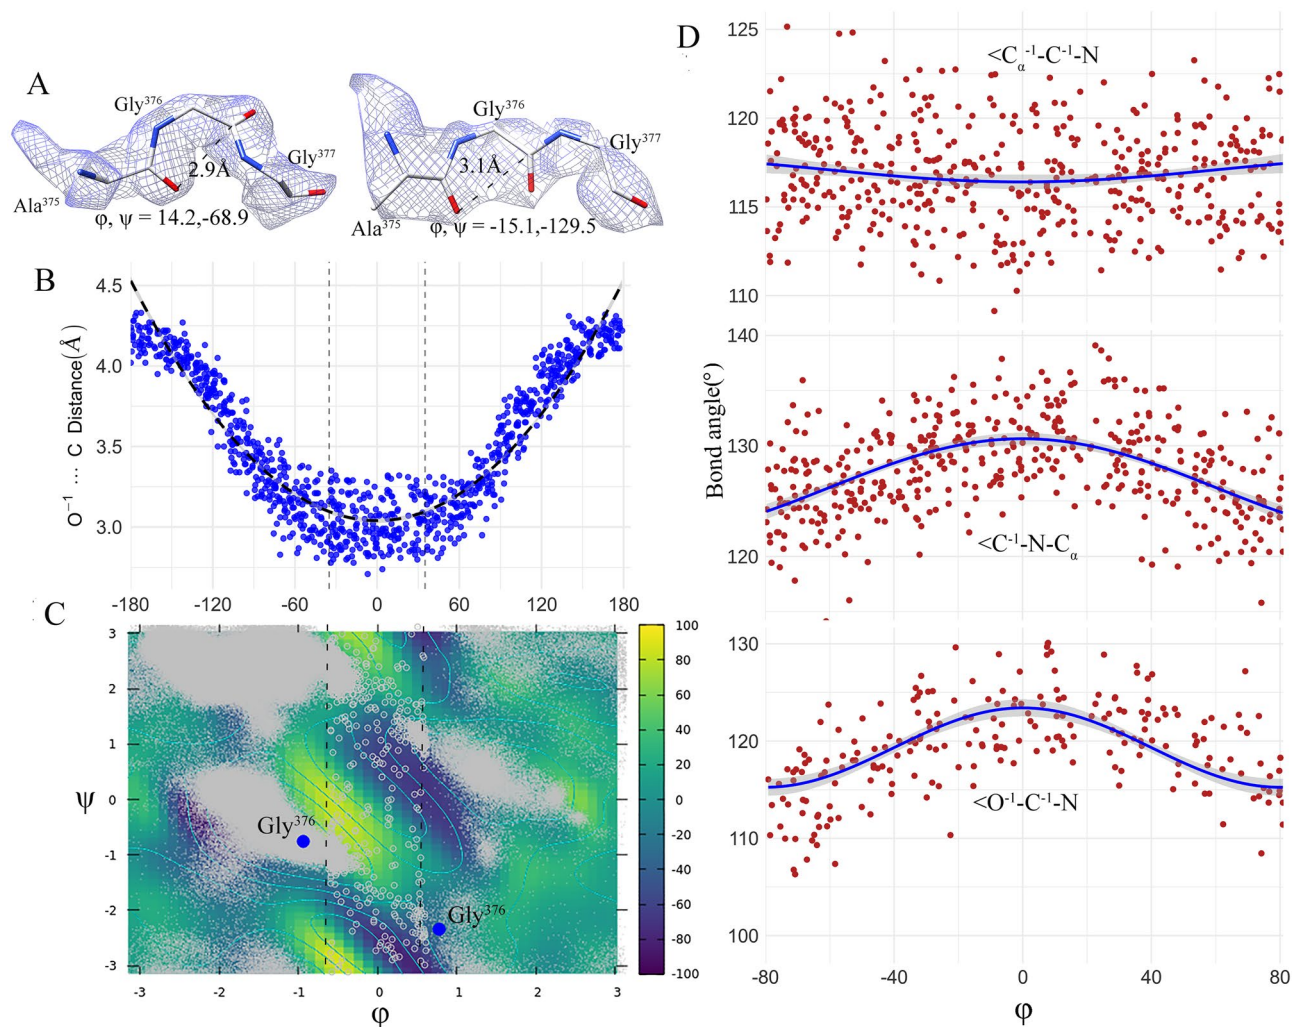 A
Gly³⁷⁶
2.9Å
Gly³⁷⁷
Ala³⁷⁵
φ, ψ = 14.2,-68.9
Gly³⁷⁶
3.1Å
Gly³⁷⁷
Ala³⁷⁵
φ, ψ = -15.1,-129.5
B
O⁻¹ ... C Distance(Å)
4.5
4.0
3.5
3.0
-180 -120 -60 0 60 120 180
C
ψ
3
2
1
0
-1
-2
-3
Gly³⁷⁶
Gly³⁷⁶
-3 -2 -1 0 1 2 3
φ
100
80
60
40
20
0
-20
-40
-60
-80
-100
D
Bond angle(°)
<Cα⁻¹-C⁻¹-N
125
120
115
110
140
130
120
<C⁻¹-N-Cα
130
120
110
100
<O⁻¹-C⁻¹-N
-80 -40 0 40 80
φ